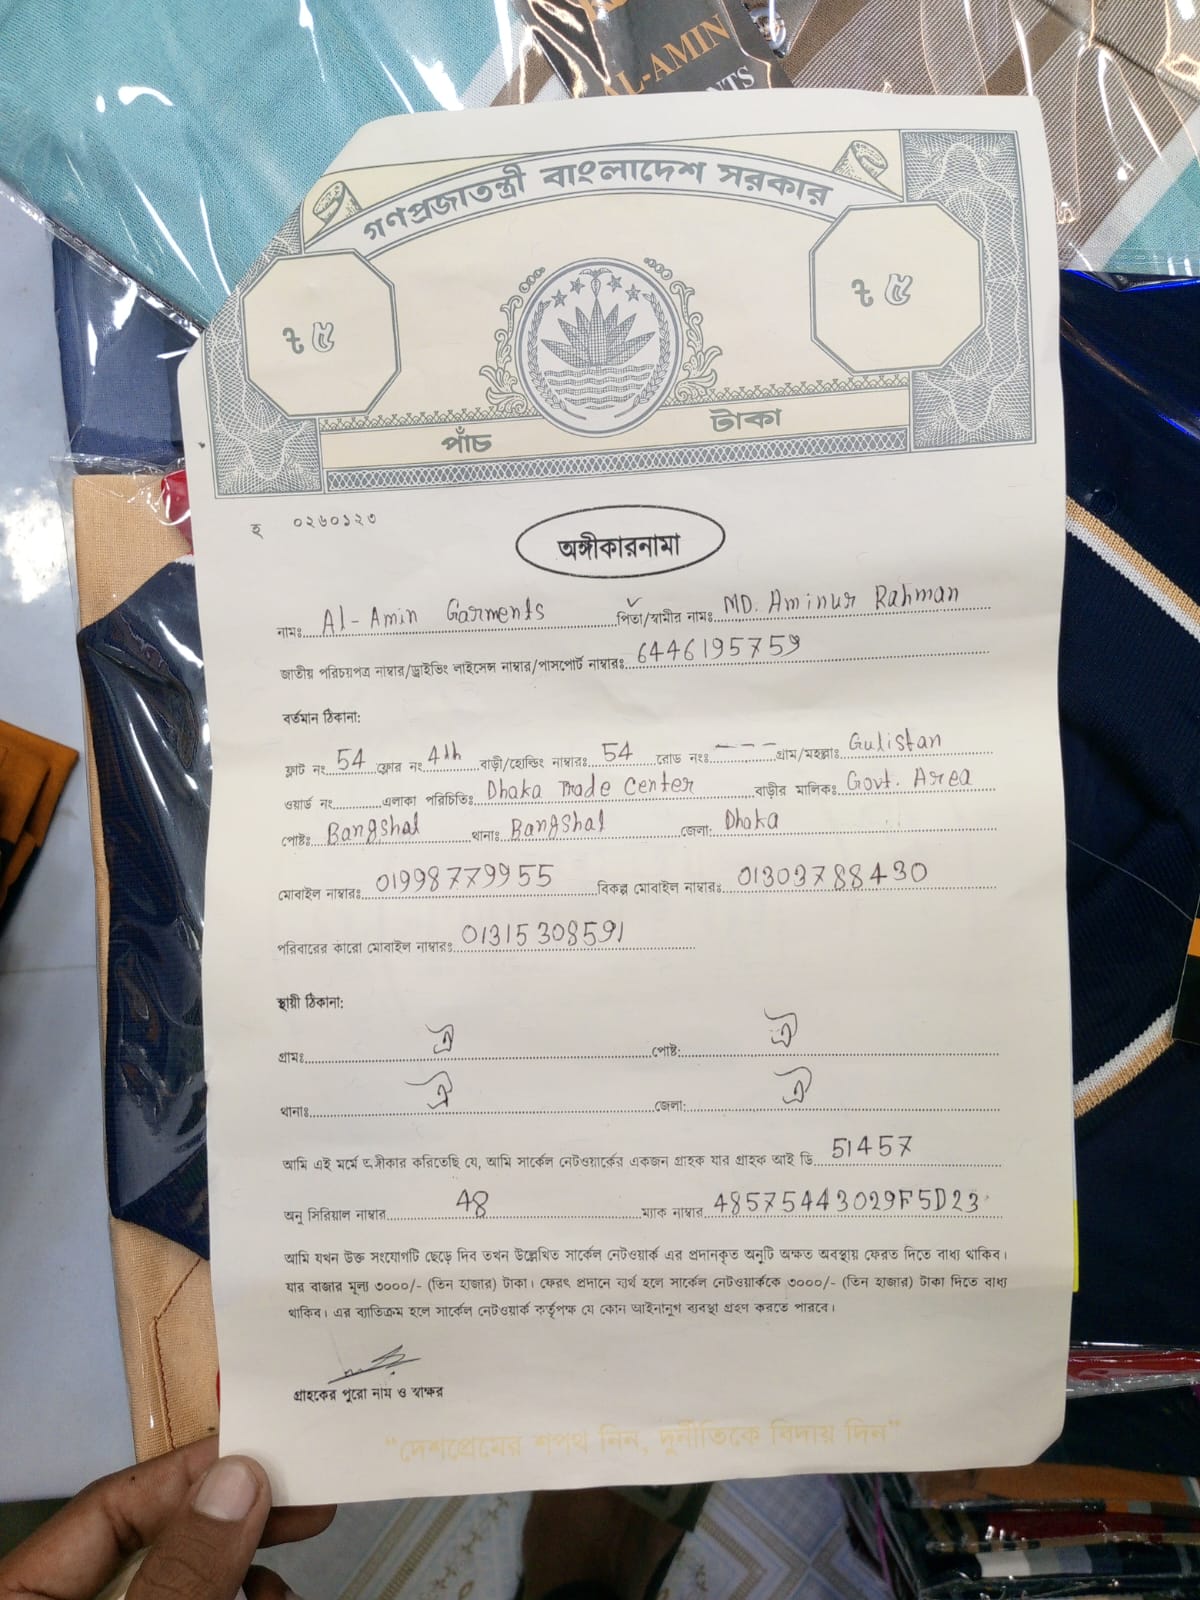 AL-AMIN
গণপ্রজাতন্ত্রী বাংলাদেশ সরকার
৳ ৫ ৳ ৫
পাঁচ টাকা
হ ০২৬০১২৩
অঙ্গীকারনামা
নামঃ Al-Amin Garments পিতা/স্বামীর নামঃ MD. Aminur Rahman
জাতীয় পরিচয়পত্র নাম্বার/ড্রাইভিং লাইসেন্স নাম্বার/পাসপোর্ট নাম্বারঃ 6446195759
বর্তমান ঠিকানা:
ফ্লাট নং 54 ফ্লোর নং 4th বাড়ী/হোল্ডিং নাম্বারঃ 54 রোড নংঃ --- গ্রাম/মহল্লাঃ Gulistan
ওয়ার্ড নং এলাকা পরিচিতিঃ Dhaka Trade Center বাড়ীর মালিকঃ Govt. Area
পোষ্টঃ Bangshal থানাঃ Bangshal জেলা: Dhaka
মোবাইল নাম্বারঃ 01998779955 বিকল্প মোবাইল নাম্বারঃ 01303788430
পরিবারের কারো মোবাইল নাম্বারঃ 01315308591
স্থায়ী ঠিকানা:
গ্রামঃ ঐ পোষ্ট: ঐ
থানাঃ ঐ জেলা: ঐ
আমি এই মর্মে অঙ্গীকার করিতেছি যে, আমি সার্কেল নেটওয়ার্কের একজন গ্রাহক যার গ্রাহক আই ডি 51457
অনু সিরিয়াল নাম্বার 48 ম্যাক নাম্বার 48575443029F5D23
আমি যখন উক্ত সংযোগটি ছেড়ে দিব তখন উল্লেখিত সার্কেল নেটওয়ার্ক এর প্রদানকৃত অনুটি অক্ষত অবস্থায় ফেরত দিতে বাধ্য থাকিব।
যার বাজার মূল্য ৩০০০/- (তিন হাজার) টাকা। ফেরৎ প্রদানে ব্যর্থ হলে সার্কেল নেটওয়ার্ককে ৩০০০/- (তিন হাজার) টাকা দিতে বাধ্য
থাকিব। এর ব্যাতিক্রম হলে সার্কেল নেটওয়ার্ক কর্তৃপক্ষ যে কোন আইনানুগ ব্যবস্থা গ্রহণ করতে পারবে।
গ্রাহকের পুরো নাম ও স্বাক্ষর
"দেশপ্রেমের শপথ নিন, দুর্নীতিকে বিদায় দিন"